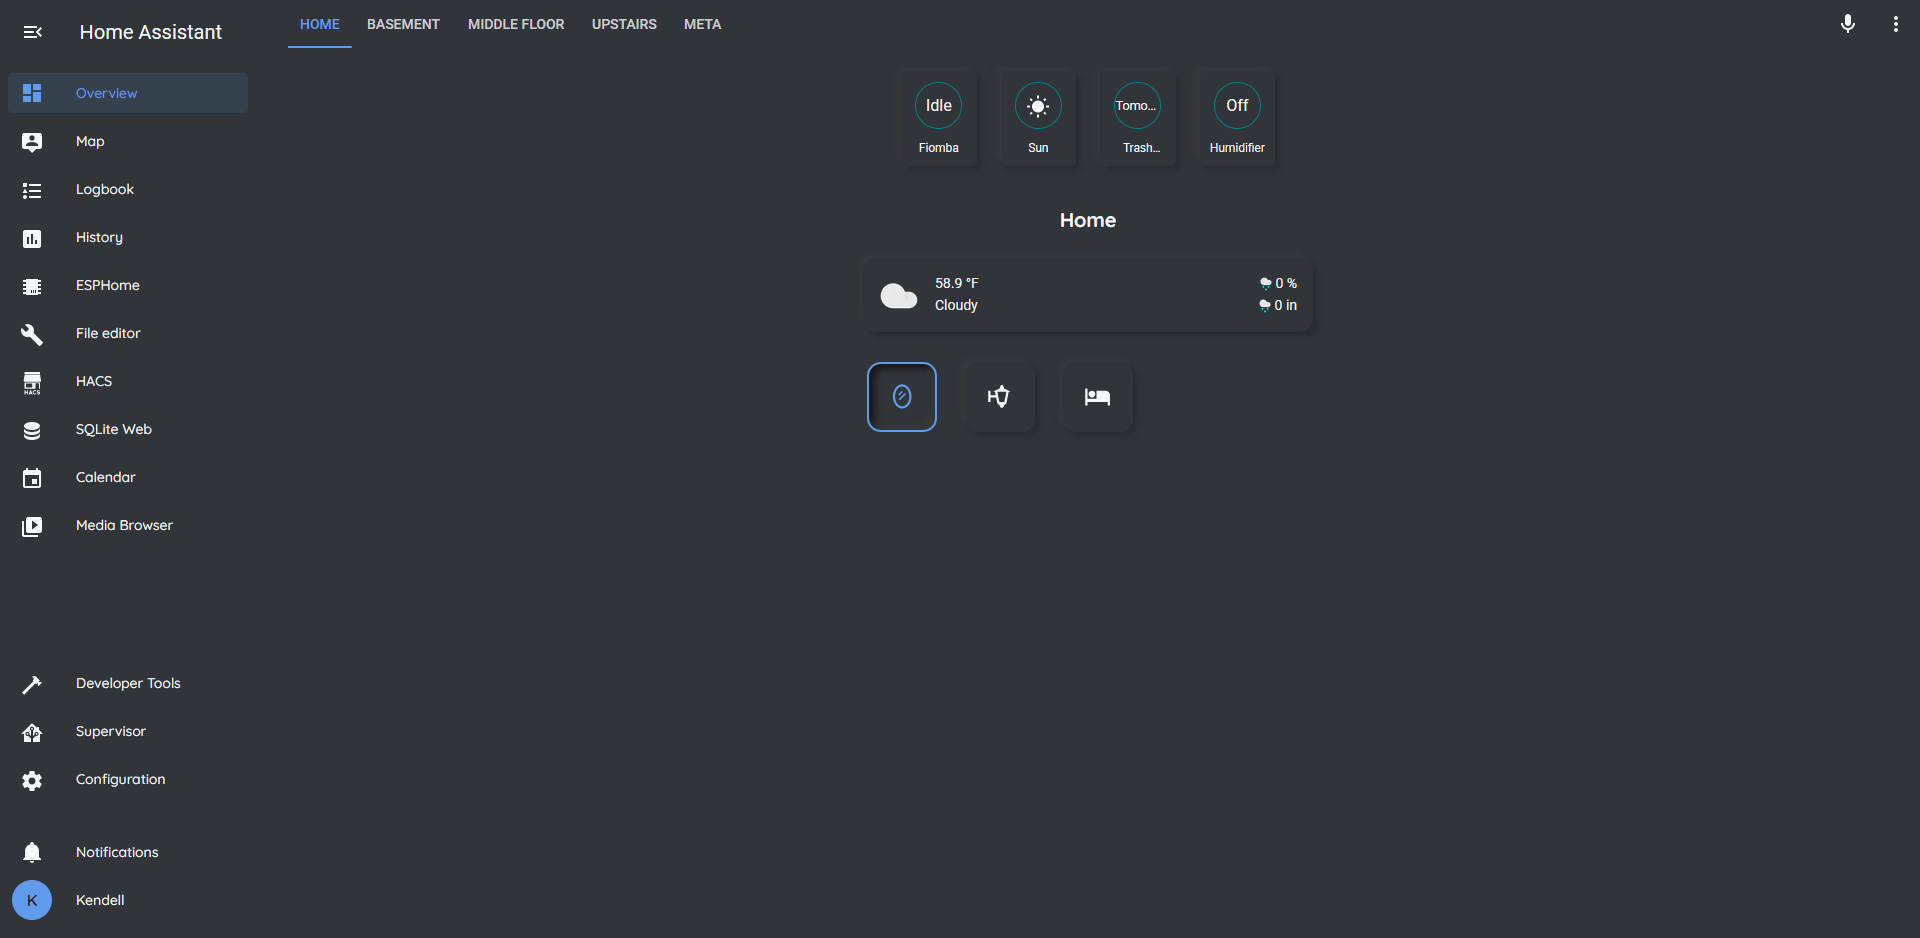 Home Assistant
HOME BASEMENT MIDDLE FLOOR UPSTAIRS META
Overview
Map
Logbook
History
ESPHome
File editor
HACS
HACS
SQLite Web
Calendar
Media Browser
Developer Tools
Supervisor
Configuration
Notifications
K
Kendell
Idle
Fiomba
Sun
Tomo...
Trash...
Off
Humidifier
Home
58.9 °F
Cloudy
0 %
0 in